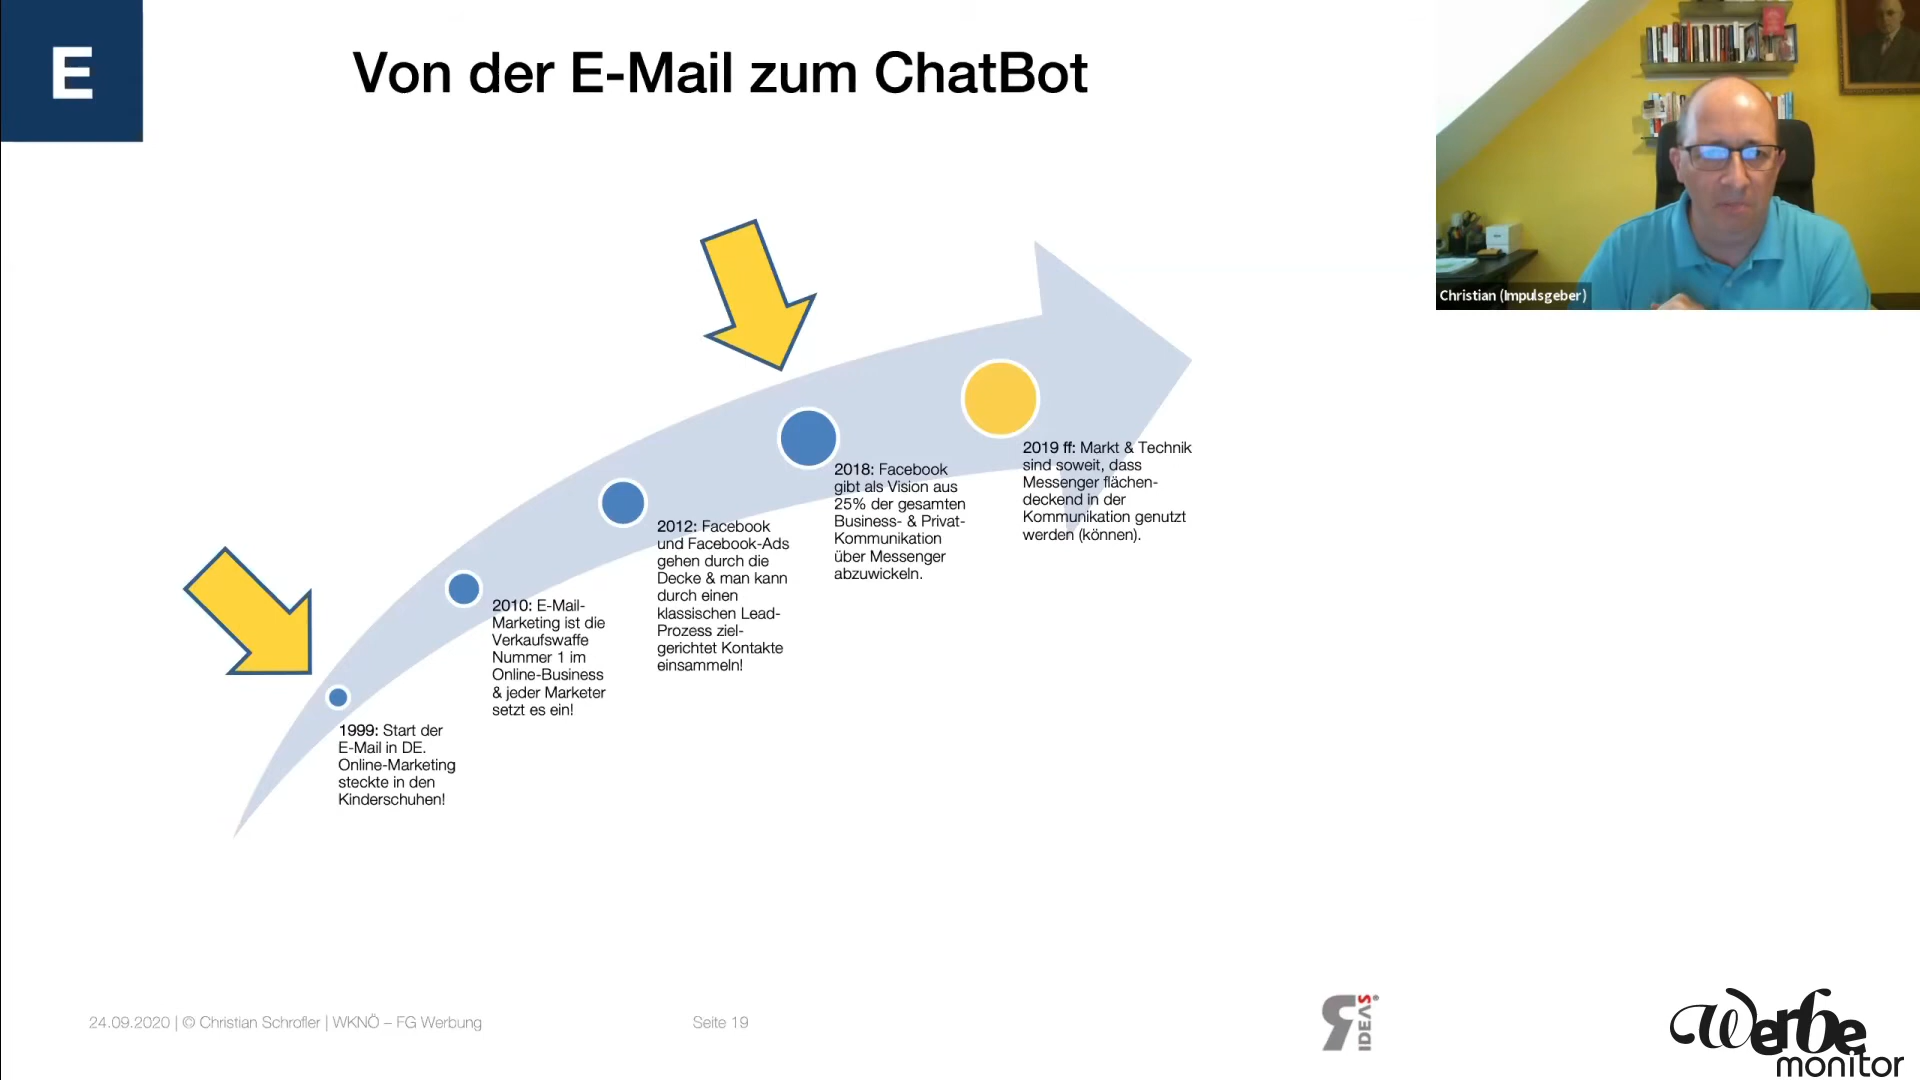 E
Von der E-Mail zum ChatBot
Christian (Impulsgeber)
1999: Start der
E-Mail in DE.
Online-Marketing
steckte in den
Kinderschuhen!
2010: E-Mail-
Marketing ist die
Verkaufswaffe
Nummer 1 im
Online-Business
& jeder Marketer
setzt es ein!
2012: Facebook
und Facebook-Ads
gehen durch die
Decke & man kann
durch einen
klassischen Lead-
Prozess ziel-
gerichtet Kontakte
einsammeln!
2018: Facebook
gibt als Vision aus
25% der gesamten
Business- & Privat-
Kommunikation
über Messenger
abzuwickeln.
2019 ff: Markt & Technik
sind soweit, dass
Messenger flächen-
deckend in der
Kommunikation genutzt
werden (können).
24.09.2020 | © Christian Schrofler | WKNÖ – FG Werbung
Seite 19
IDEAS®
Werbe
monitor